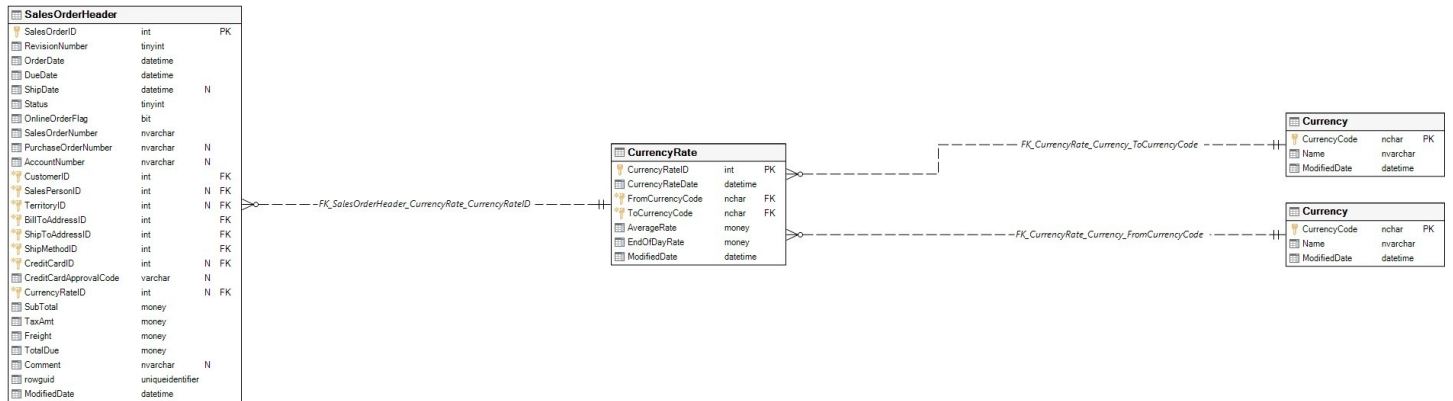 SalesOrderHeader
SalesOrderID int PK
RevisionNumber tinyint
OrderDate datetime
DueDate datetime
ShipDate datetime N
Status tinyint
OnlineOrderFlag bit
SalesOrderNumber nvarchar
PurchaseOrderNumber nvarchar N
AccountNumber nvarchar N
CustomerID int FK
SalesPersonID int N FK
TerritoryID int N FK
BillToAddressID int FK
ShipToAddressID int FK
ShipMethodID int FK
CreditCardID int N FK
CreditCardApprovalCode varchar N
CurrencyRateID int N FK
SubTotal money
TaxAmt money
Freight money
TotalDue money
Comment nvarchar N
rowguid uniqueidentifier
ModifiedDate datetime
FK_SalesOrderHeader_CurrencyRate_CurrencyRateID
CurrencyRate
CurrencyRateID int PK
CurrencyRateDate datetime
FromCurrencyCode nchar FK
ToCurrencyCode nchar FK
AverageRate money
EndOfDayRate money
ModifiedDate datetime
FK_CurrencyRate_Currency_ToCurrencyCode
Currency
CurrencyCode nchar PK
Name nvarchar
ModifiedDate datetime
FK_CurrencyRate_Currency_FromCurrencyCode
Currency
CurrencyCode nchar PK
Name nvarchar
ModifiedDate datetime